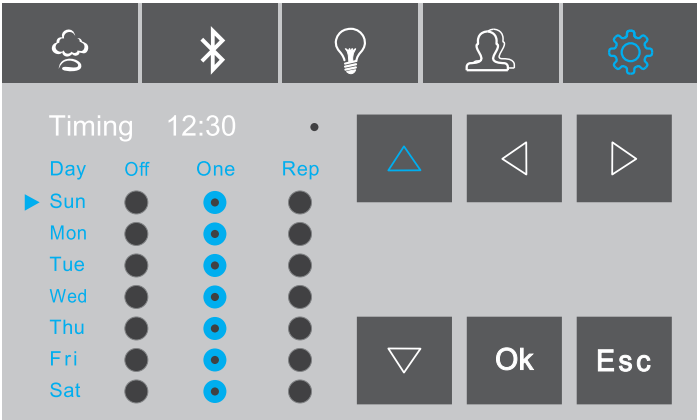 Timing 12:30
Day Off One Rep
Sun
Mon
Tue
Wed
Thu
Fri
Sat
Ok Esc